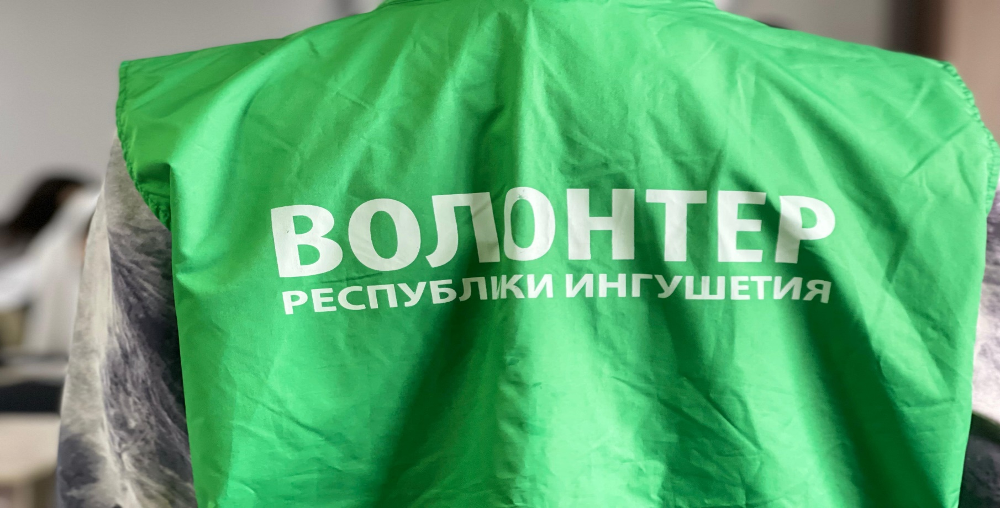 ВОЛОНТЕР
РЕСПУБЛИКИ ИНГУШЕТИЯ